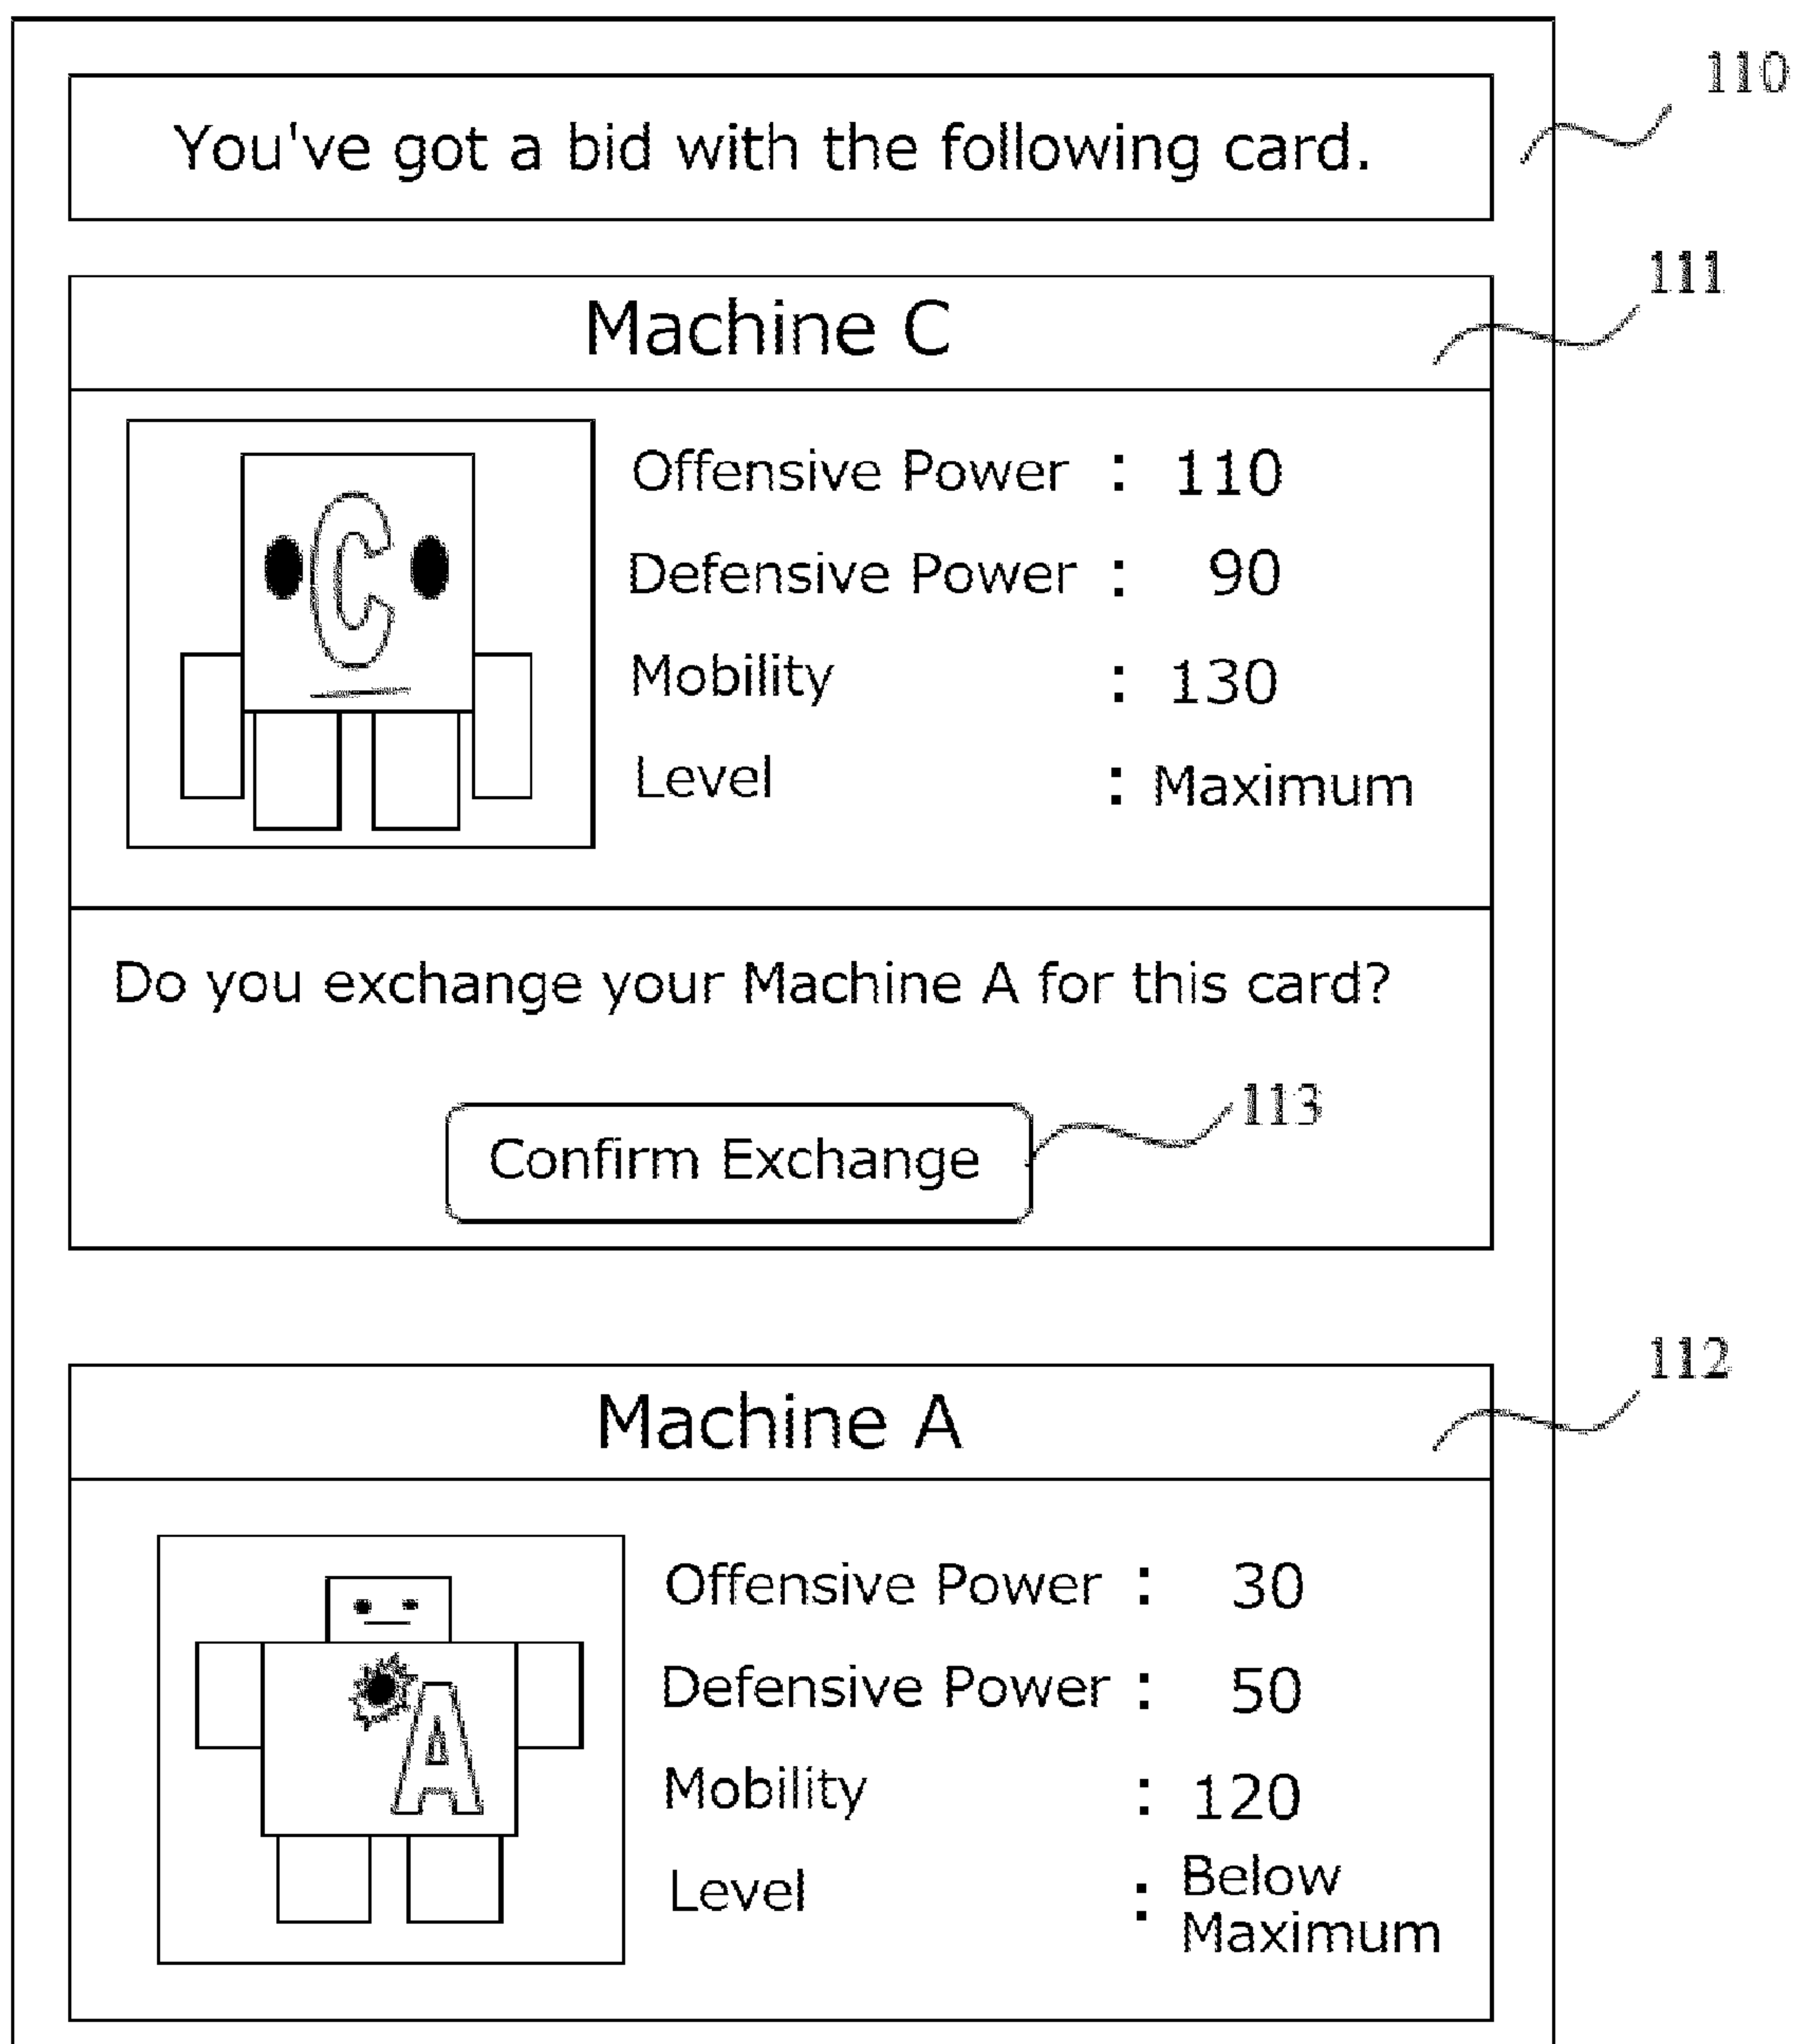 110
You've got a bid with the following card.
111
Machine C
C
Offensive Power : 110
Defensive Power : 90
Mobility : 130
Level : Maximum
Do you exchange your Machine A for this card?
Confirm Exchange
113
112
Machine A
A
Offensive Power : 30
Defensive Power : 50
Mobility : 120
Level : Below
Maximum